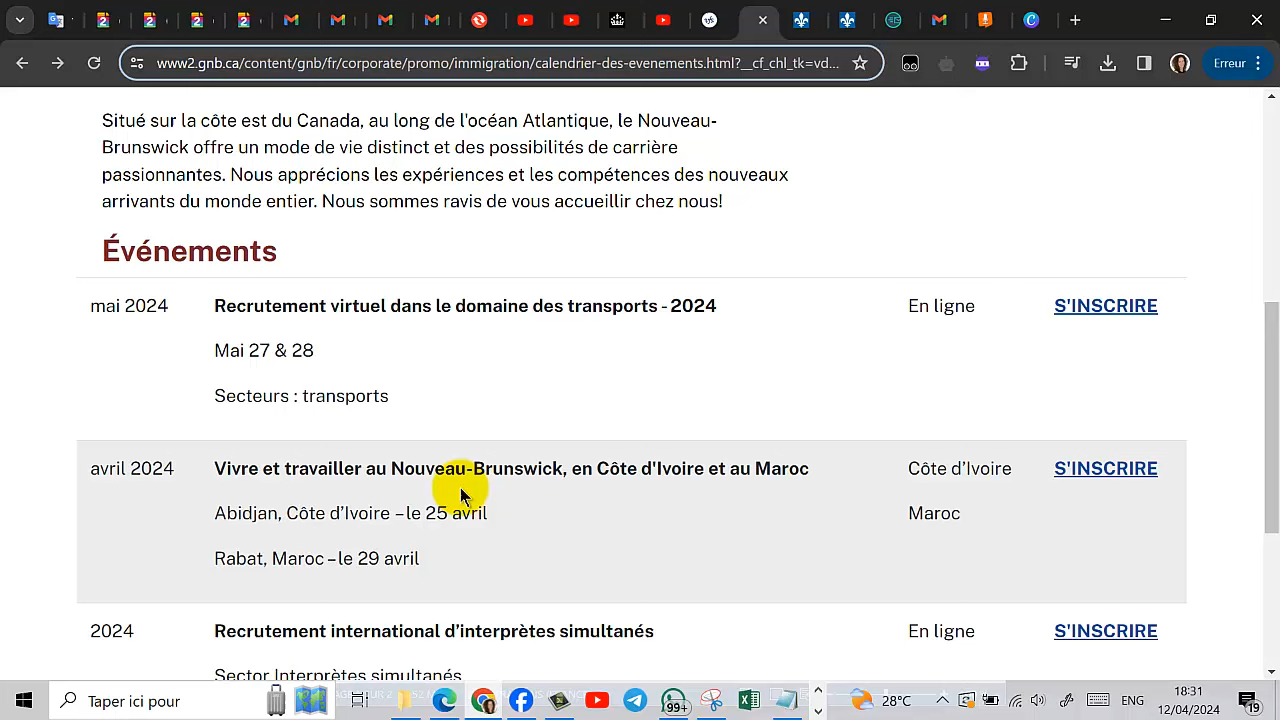 www2.gnb.ca/content/gnb/fr/corporate/promo/immigration/calendrier-des-evenements.html?__cf_chl_tk=vd...
Erreur
Situé sur la côte est du Canada, au long de l'océan Atlantique, le Nouveau-
Brunswick offre un mode de vie distinct et des possibilités de carrière
passionnantes. Nous apprécions les expériences et les compétences des nouveaux
arrivants du monde entier. Nous sommes ravis de vous accueillir chez nous!
Événements
mai 2024 Recrutement virtuel dans le domaine des transports - 2024 En ligne S'INSCRIRE
Mai 27 & 28
Secteurs : transports
avril 2024 Vivre et travailler au Nouveau-Brunswick, en Côte d'Ivoire et au Maroc Côte d’Ivoire S'INSCRIRE
Abidjan, Côte d’Ivoire – le 25 avril Maroc
Rabat, Maroc – le 29 avril
2024 Recrutement international d’interprètes simultanés En ligne S'INSCRIRE
Sector Interprètes simultanés
Taper ici pour
99+
28°C
ENG
18:31
12/04/2024
19